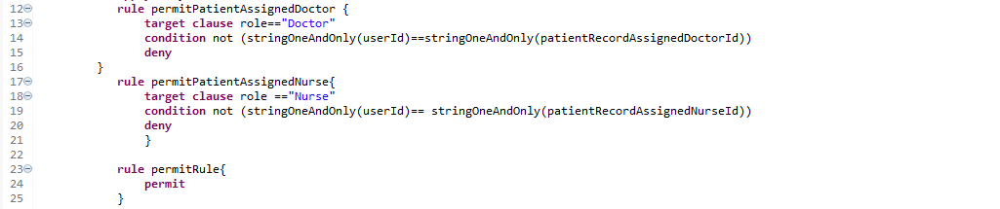 12 rule permitPatientAssignedDoctor {
13 target clause role=="Doctor"
14 condition not (stringOneAndOnly(userId)==stringOneAndOnly(patientRecordAssignedDoctorId))
15 deny
16 }
17 rule permitPatientAssignedNurse{
18 target clause role =="Nurse"
19 condition not (stringOneAndOnly(userId)== stringOneAndOnly(patientRecordAssignedNurseId))
20 deny
21 }
22
23 rule permitRule{
24 permit
25 }